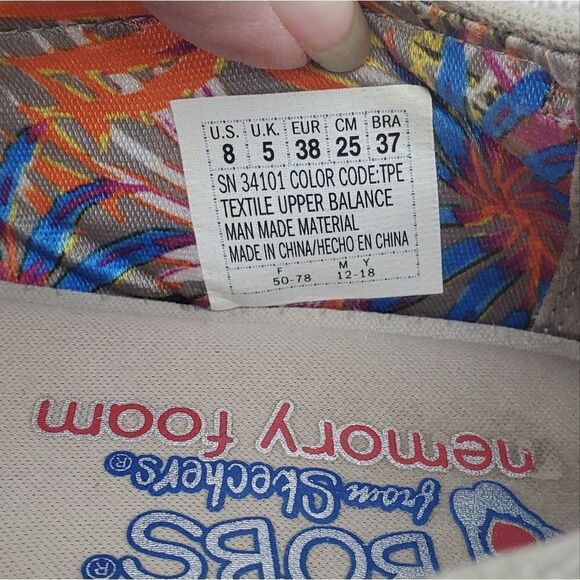 U.S. U.K. EUR CM BRA
8 5 38 25 37
SN 34101 COLOR CODE:TPE
TEXTILE UPPER BALANCE
MAN MADE MATERIAL
MADE IN CHINA/HECHO EN CHINA
F M Y
50-78 12-18
BOBS®
from Skechers®
memory foam